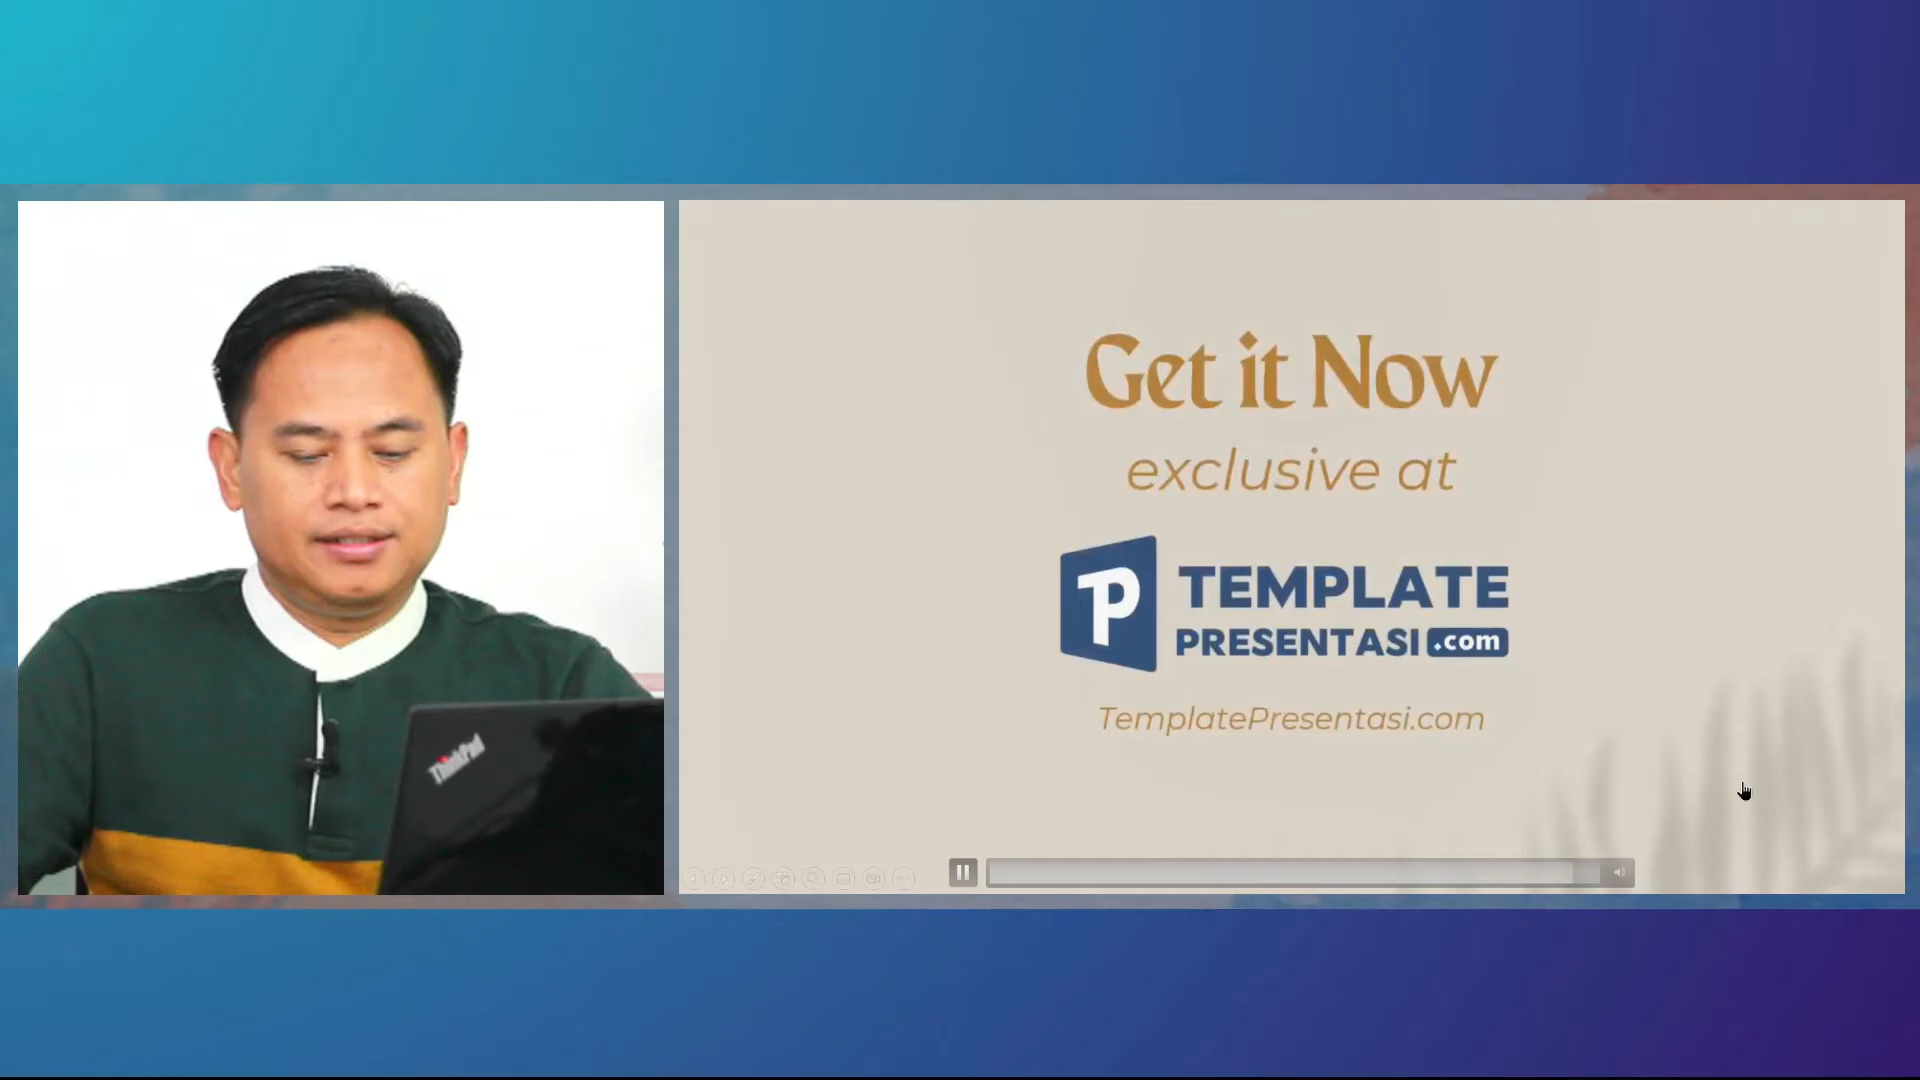 Get it Now
exclusive at
TEMPLATE
PRESENTASI .com
TemplatePresentasi.com
ThinkPad